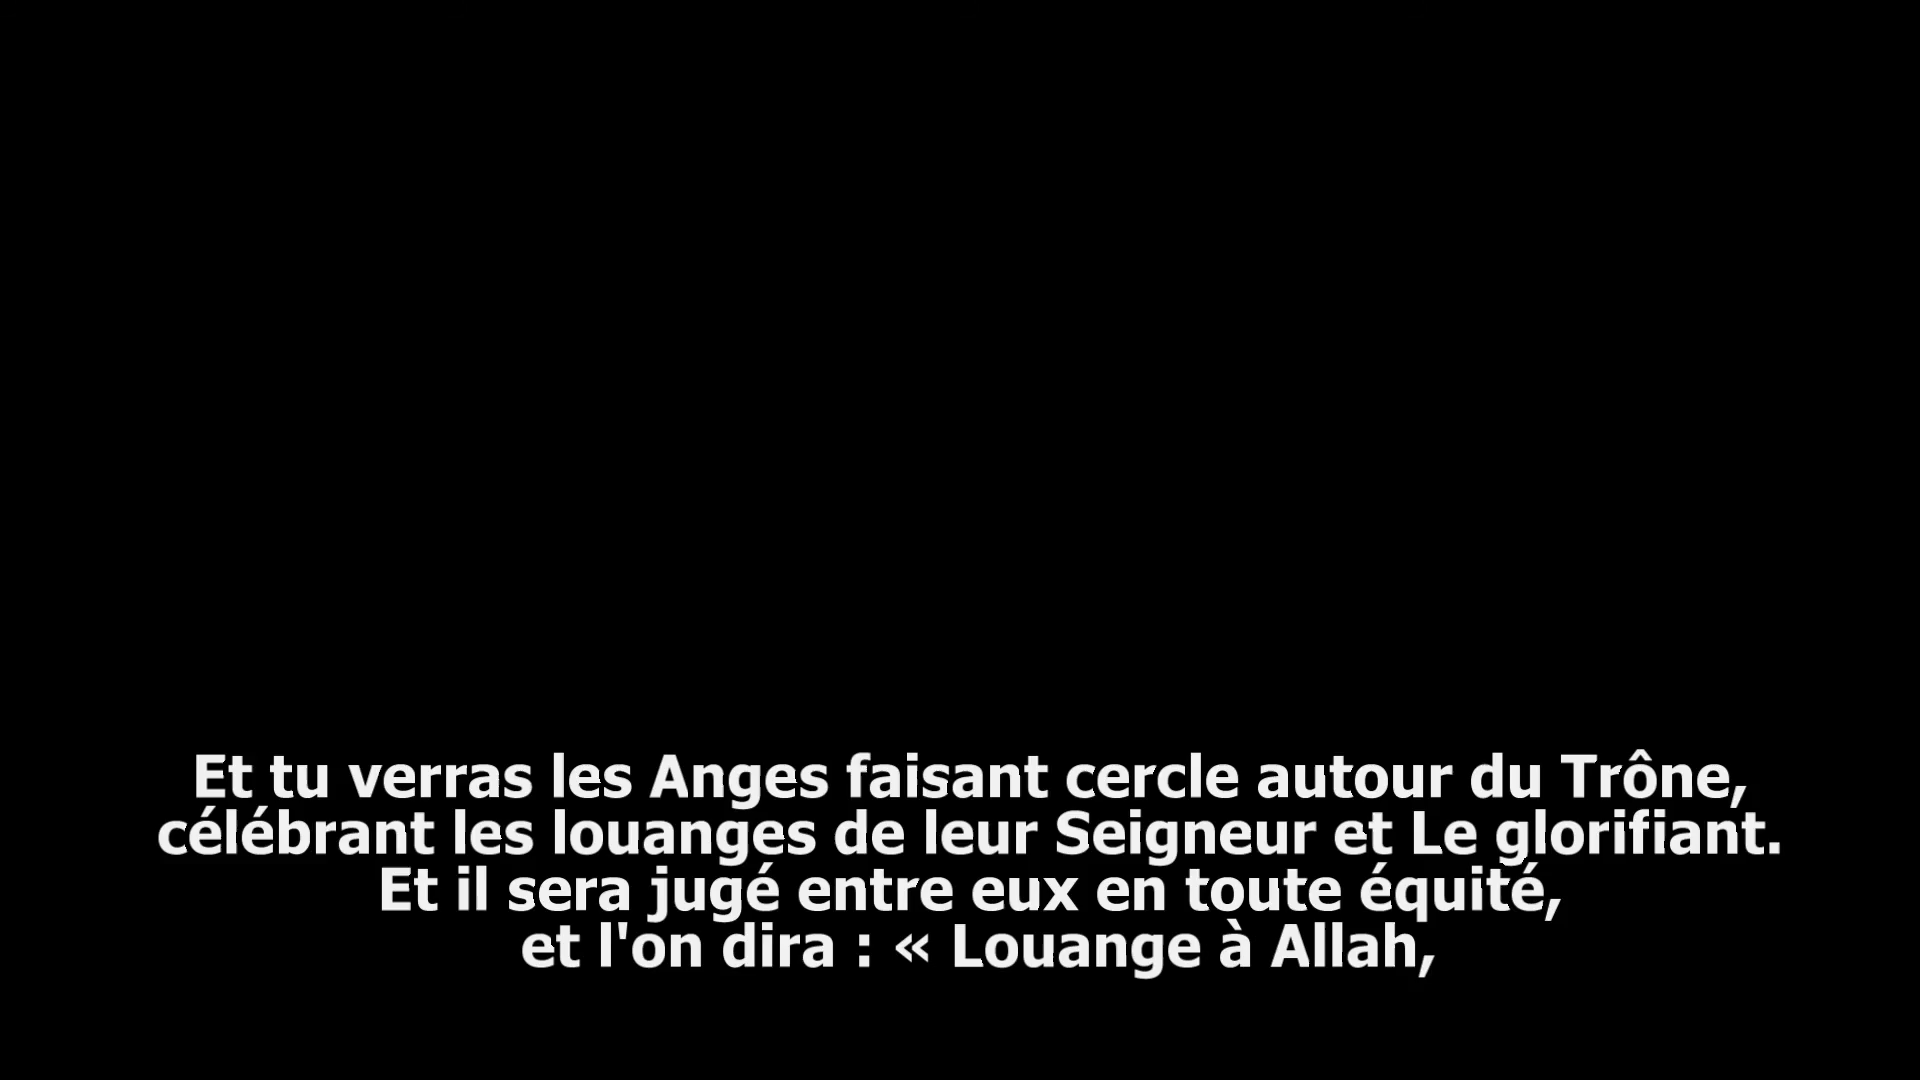 Et tu verras les Anges faisant cercle autour du Trône,
célébrant les louanges de leur Seigneur et Le glorifiant.
Et il sera jugé entre eux en toute équité,
et l'on dira : « Louange à Allah,